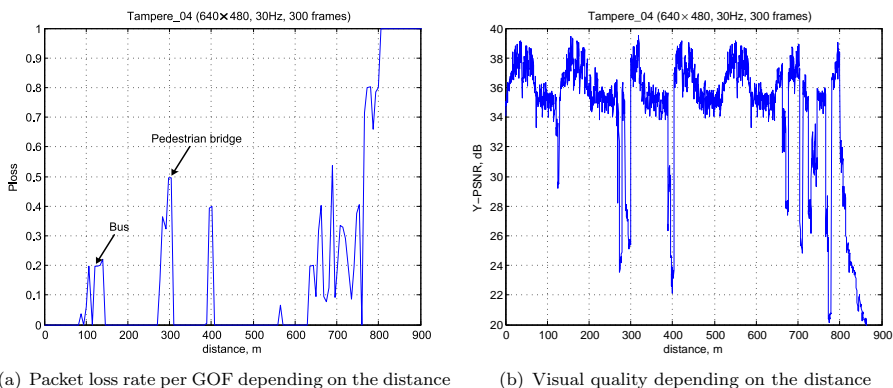 Tampere_04 (640×480, 30Hz, 300 frames)
1
0.9
0.8
0.7
0.6
0.5
0.4
0.3
0.2
0.1
0
Ploss
Pedestrian bridge
Bus
0 100 200 300 400 500 600 700 800 900
distance, m
(a) Packet loss rate per GOF depending on the distance
Tampere_04 (640×480, 30Hz, 300 frames)
40
38
36
34
32
30
28
26
24
22
20
Y−PSNR, dB
0 100 200 300 400 500 600 700 800 900
distance, m
(b) Visual quality depending on the distance